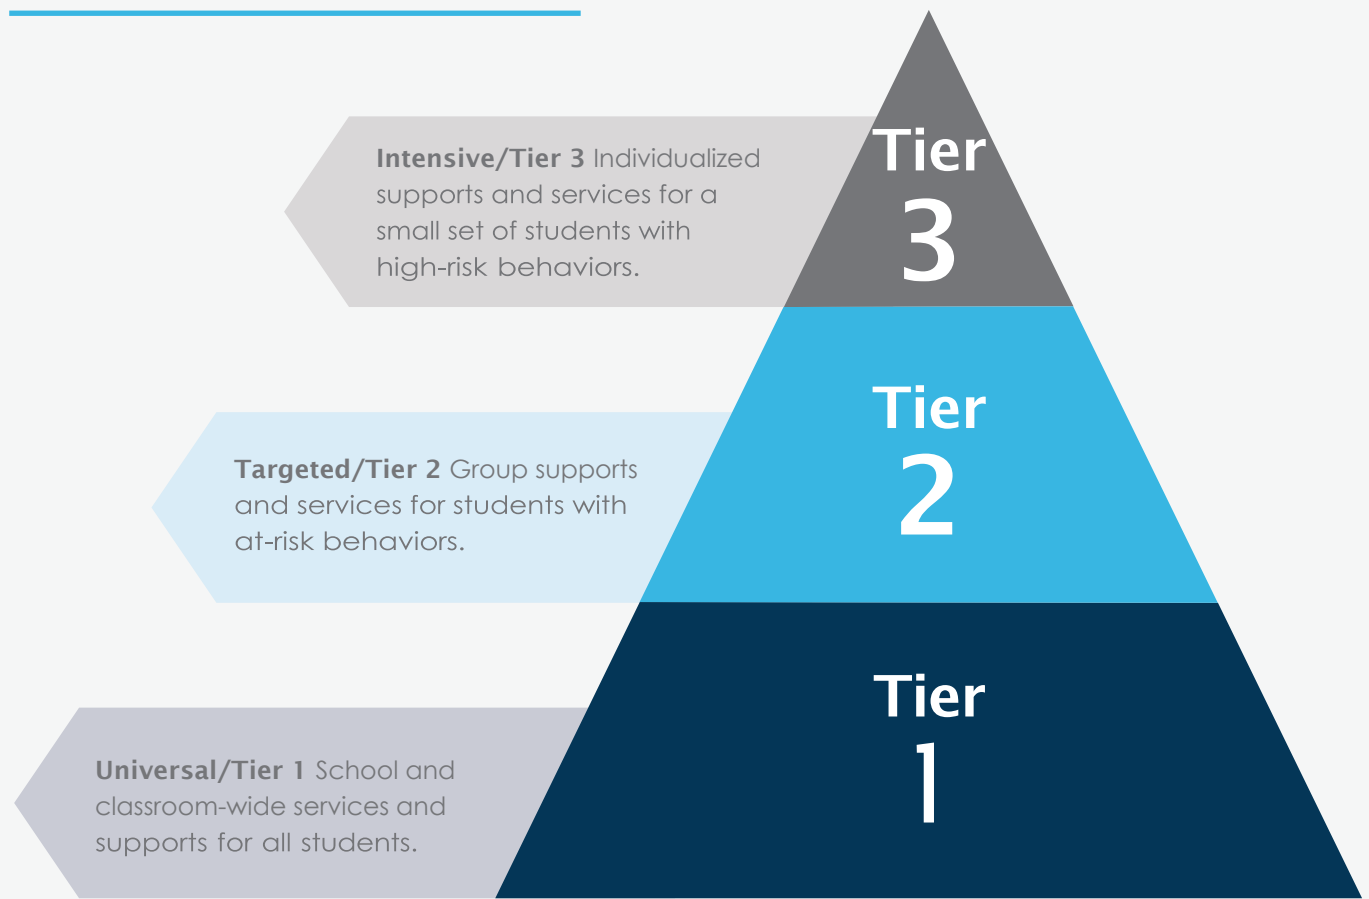 Intensive/Tier 3 Individualized
supports and services for a
small set of students with
high-risk behaviors.
Tier
3
Targeted/Tier 2 Group supports
and services for students with
at-risk behaviors.
Tier
2
Universal/Tier 1 School and
classroom-wide services and
supports for all students.
Tier
1